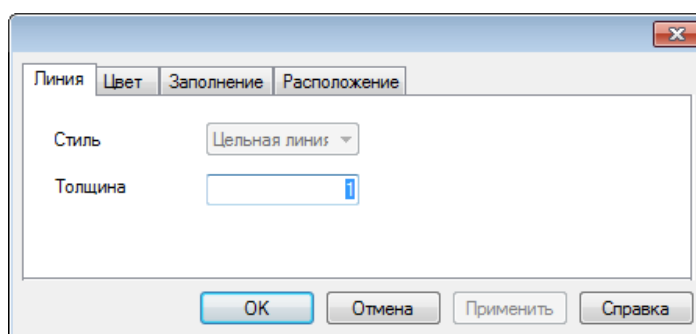 Линия Цвет Заполнение Расположение
Стиль Цельная линия
Толщина 1
OK Отмена Применить Справка